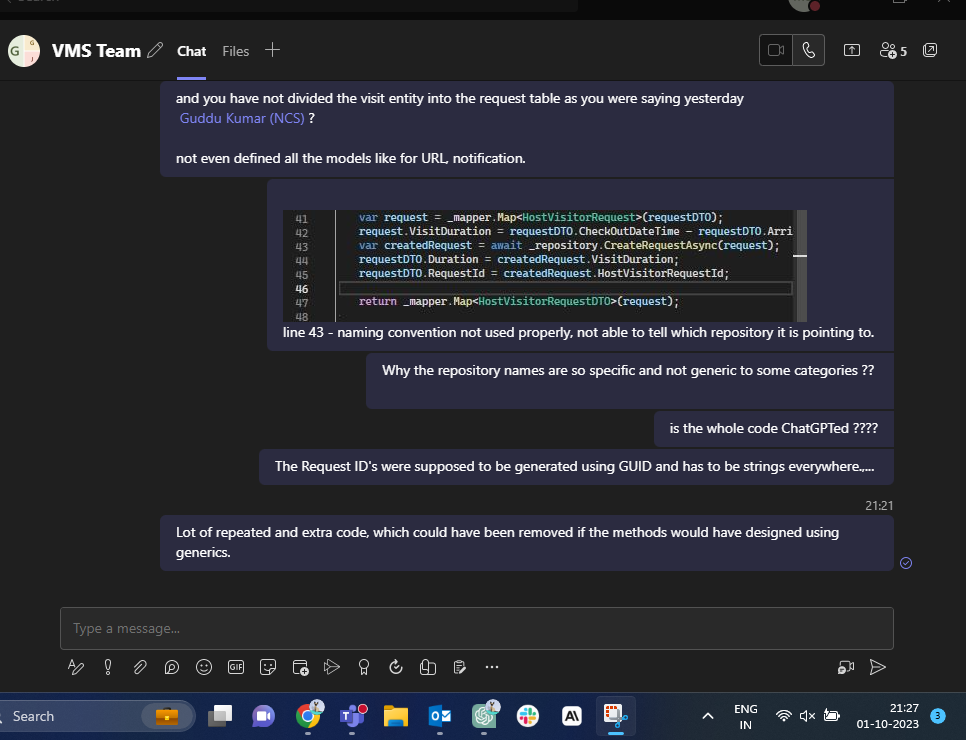 VMS Team Chat Files
5
and you have not divided the visit entity into the request table as you were saying yesterday
Guddu Kumar (NCS) ?
not even defined all the models like for URL, notification.
41 var request = _mapper.Map<HostVisitorRequest>(requestDTO);
42 request.VisitDuration = requestDTO.CheckOutDateTime - requestDTO.Arri
43 var createdRequest = await _repository.CreateRequestAsync(request);
44 requestDTO.Duration = createdRequest.VisitDuration;
45 requestDTO.RequestId = createdRequest.HostVisitorRequestId;
46
47 return _mapper.Map<HostVisitorRequestDTO>(request);
48
line 43 - naming convention not used properly, not able to tell which repository it is pointing to.
Why the repository names are so specific and not generic to some categories ??
is the whole code ChatGPTed ????
The Request ID's were supposed to be generated using GUID and has to be strings everywhere.,...
21:21
Lot of repeated and extra code, which could have been removed if the methods would have designed using
generics.
Type a message...
GIF
Search
ENG
IN
21:27
01-10-2023
3